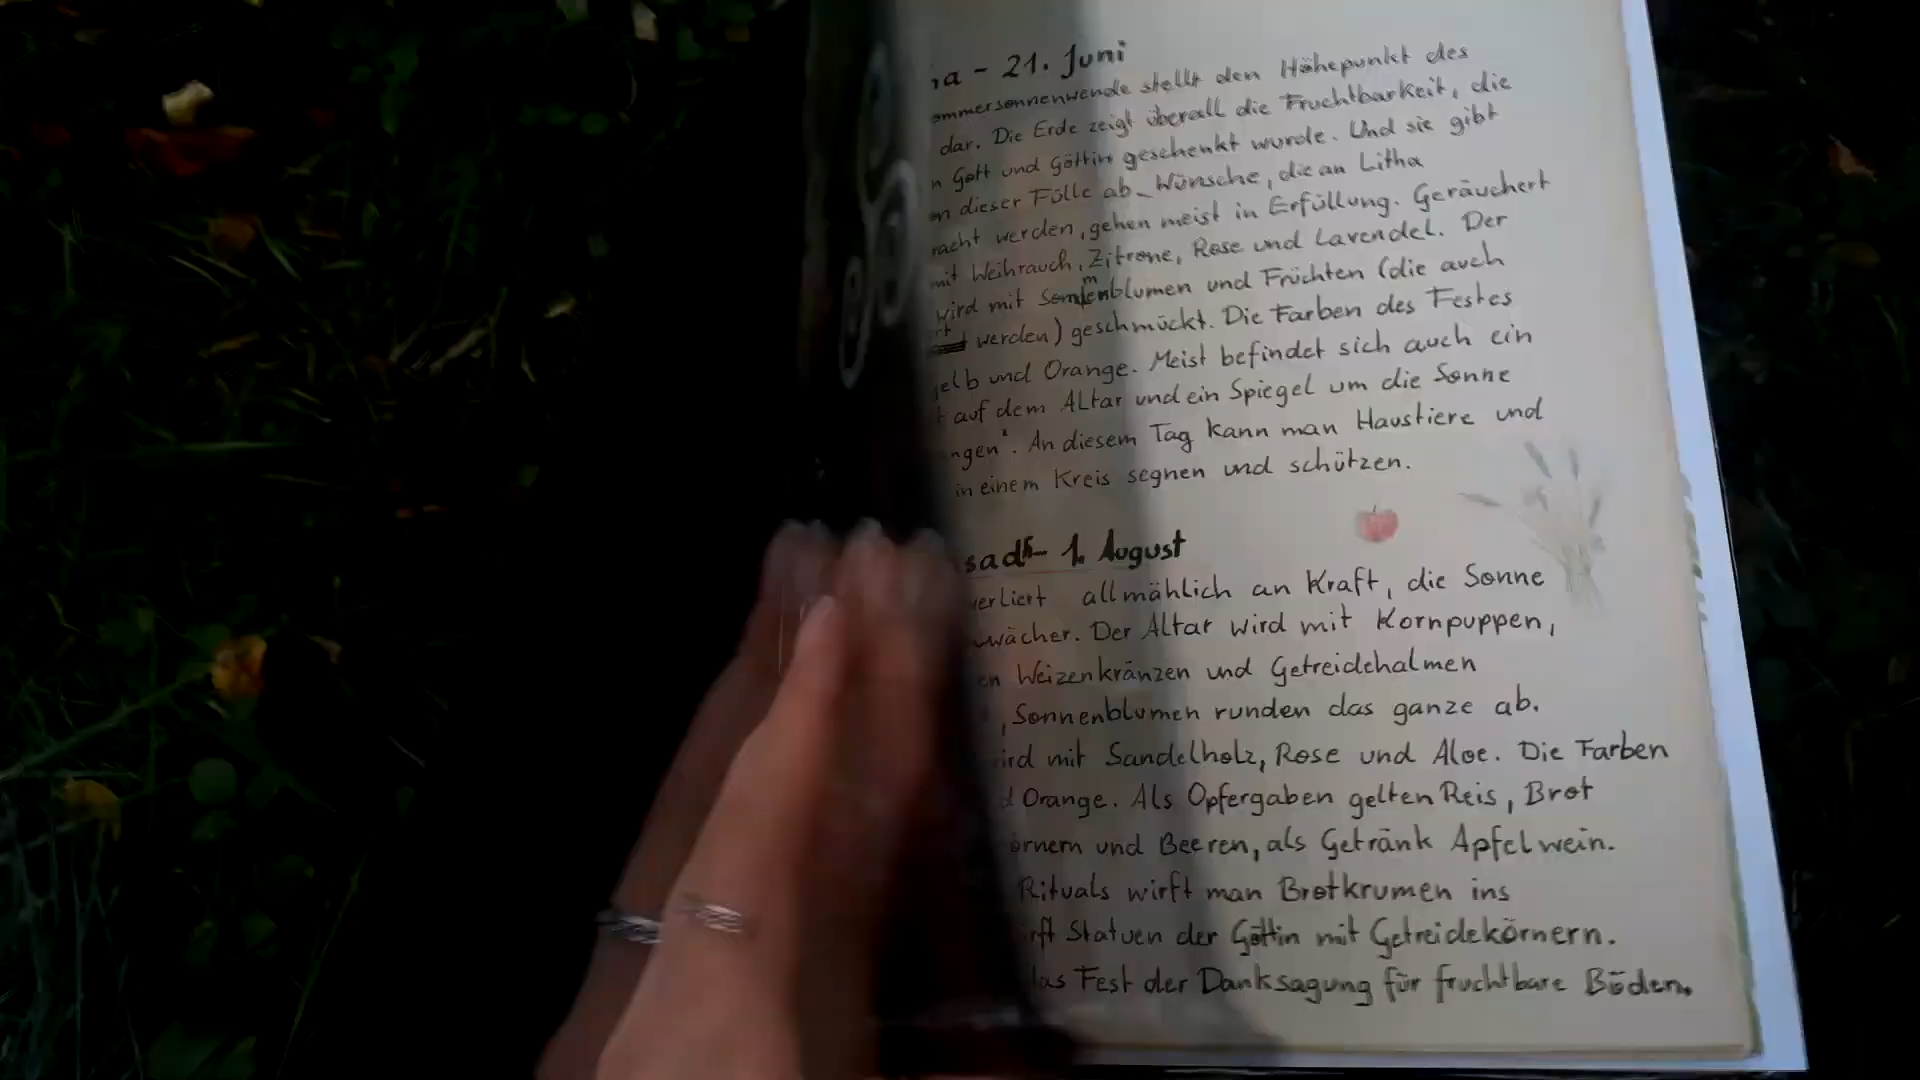 ha - 21. Juni
ommersonnenwende stellt den Höhepunkt des
dar. Die Erde zeigt überall die Fruchtbarkeit, die
n Gott und Göttin geschenkt wurde. Und sie gibt
on dieser Fülle ab. Wünsche, die an Litha
racht werden, gehen meist in Erfüllung. Geräuchert
mit Weihrauch, Zitrone, Rose und Lavendel. Der
wird mit blumen und Früchten (die auch
werden) geschmückt. Die Farben des Festes
elb und Orange. Meist befindet sich auch ein
t auf dem Altar und ein Spiegel um die Sonne
ngen". An diesem Tag kann man Haustiere und
in einem Kreis segnen und schützen.
sadh - 1. August
verliert allmählich an Kraft, die Sonne
wächer. Der Altar wird mit Kornpuppen,
en Weizenkränzen und Getreidehalmen
, Sonnenblumen runden das ganze ab.
ird mit Sandelholz, Rose und Aloe. Die Farben
d Orange. Als Opfergaben gelten Reis, Brot
örnern und Beeren, als Getränk Apfelwein.
Rituals wirft man Brotkrumen ins
irft Statuen der Göttin mit Getreidekörnern.
das Fest der Danksagung für fruchtbare Böden.